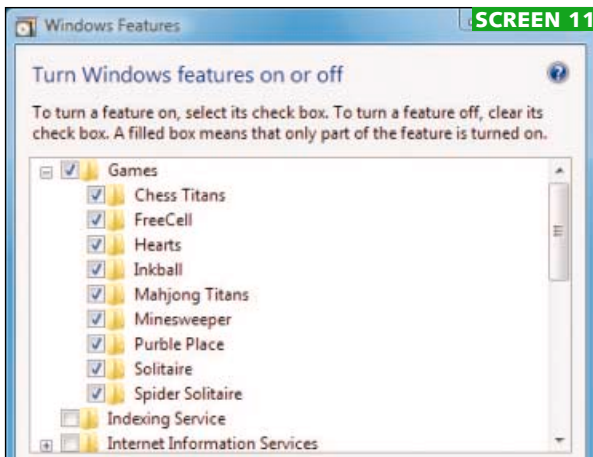 Windows Features
SCREEN 11
Turn Windows features on or off
To turn a feature on, select its check box. To turn a feature off, clear its
check box. A filled box means that only part of the feature is turned on.
Games
Chess Titans
FreeCell
Hearts
Inkball
Mahjong Titans
Minesweeper
Purble Place
Solitaire
Spider Solitaire
Indexing Service
Internet Information Services